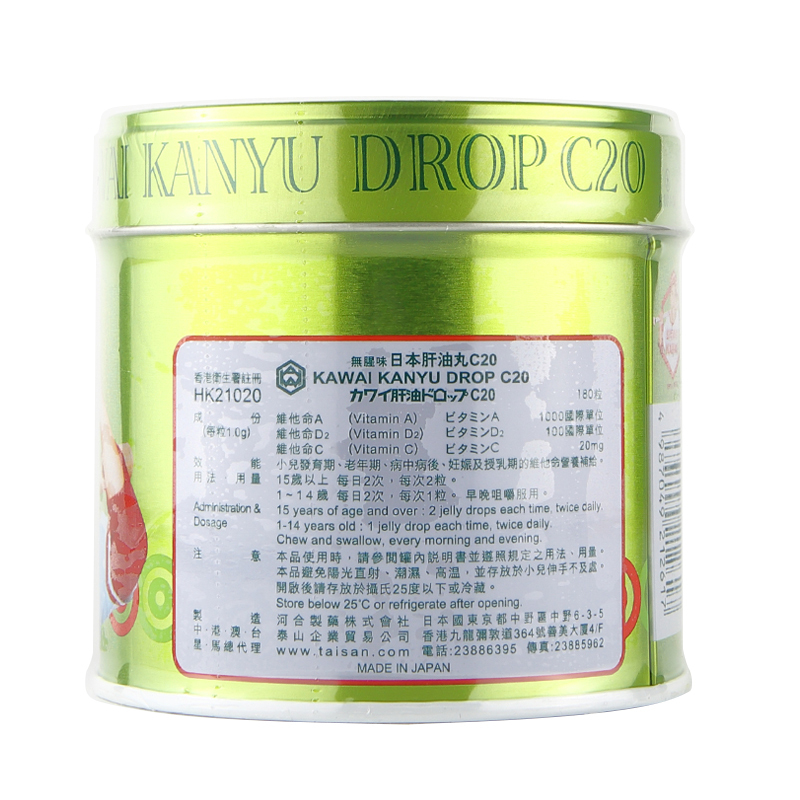 AI KANYU DROP C20
無腥味 日本肝油丸C20
香港衛生署註冊 KAWAI KANYU DROP C20
HK21020 カワイ肝油ドロップC20 180粒
成份 維他命A (Vitamin A) ビタミンA 1000國際單位
(每粒1.0g) 維他命D2 (Vitamin D2) ビタミンD2 100國際單位
維他命C (Vitamin C) ビタミンC 20mg
效能 小兒發育期、老年期、病中病後、妊娠及授乳期的維他命營養補給。
用法用量 15歲以上 每日2次，每次2粒。
1~14歲 每日2次，每次1粒。早晚咀嚼服用。
Administration & 15 years of age and over : 2 jelly drops each time, twice daily.
Dosage 1-14 years old : 1 jelly drop each time, twice daily.
Chew and swallow, every morning and evening.
注意 本品使用時，請參閱罐內説明書並遵照規定之用法、用量。
本品避免陽光直射、潮濕、高温，並存放於小兒伸手不及處。
開啟後請存放於攝氏25度以下或冷藏。
Store below 25°C or refrigerate after opening.
製造 河合製藥株式會社 日本國東京都中野區中野6-3-5
中·港·澳·台 泰山企業貿易公司 香港九龍彌敦道364號善美大廈4/F
星·馬總代理 www.taisan.com 電話:23886395 傳真:23885962
MADE IN JAPAN
4 987049 212617